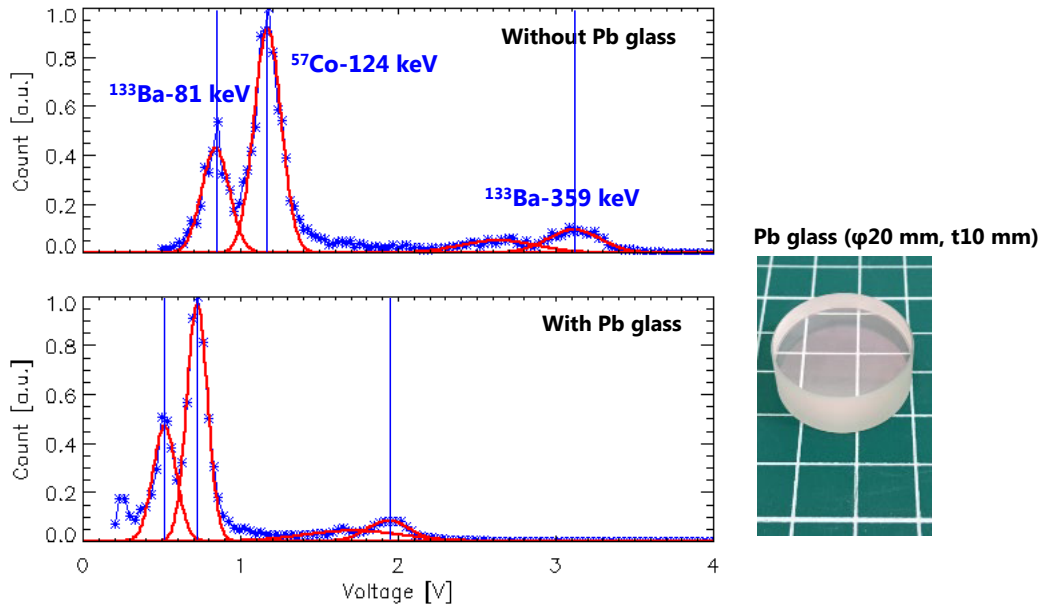 1.0
0.8
0.6
0.4
0.2
0.0
Count [a.u.]
Without Pb glass
⁵⁷Co-124 keV
¹³³Ba-81 keV
¹³³Ba-359 keV
Pb glass (φ20 mm, t10 mm)
1.0
0.8
0.6
0.4
0.2
0.0
Count [a.u.]
With Pb glass
0 1 2 3 4
Voltage [V]